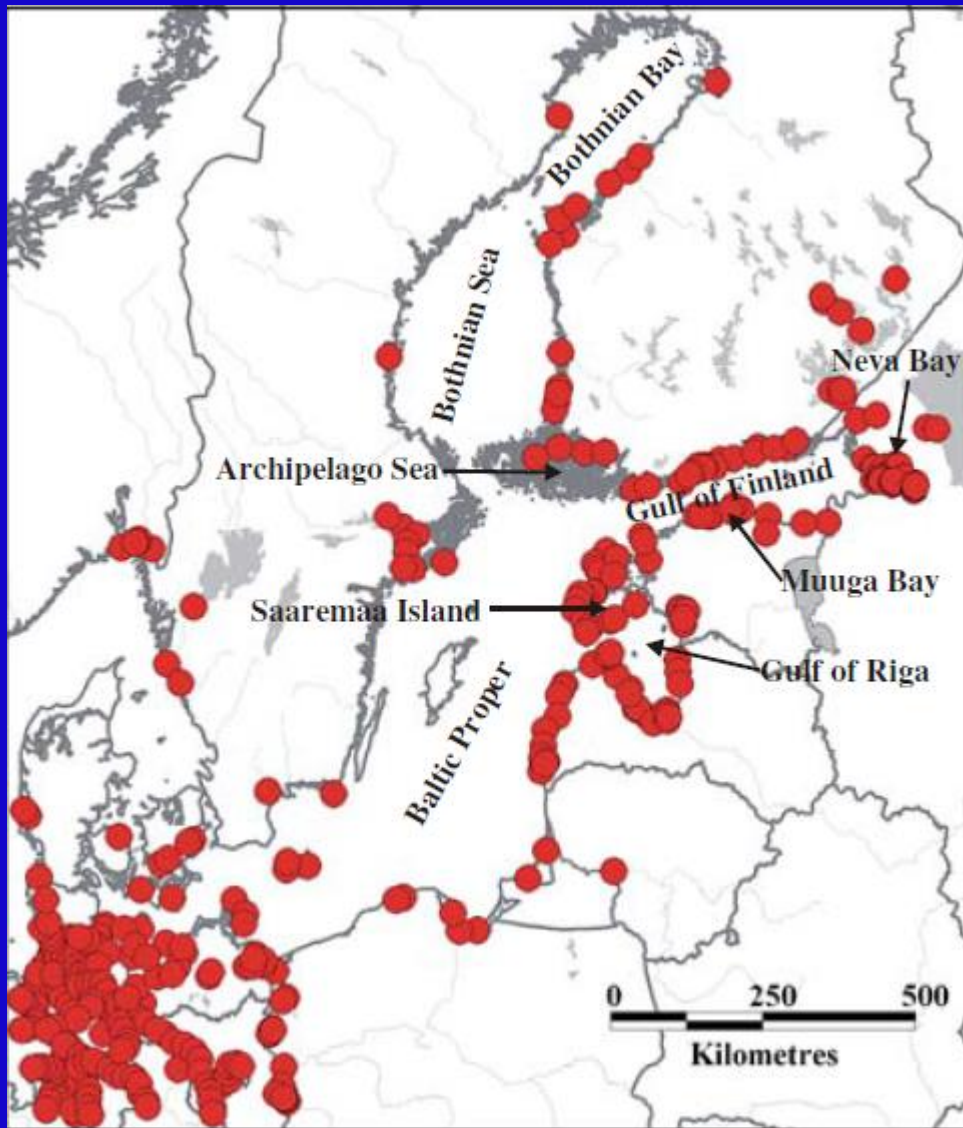 Bothnian Bay
Bothnian Sea
Neva Bay
Archipelago Sea
Gulf of Finland
Muuga Bay
Saaremaa Island
Gulf of Riga
Baltic Proper
0 250 500
Kilometres